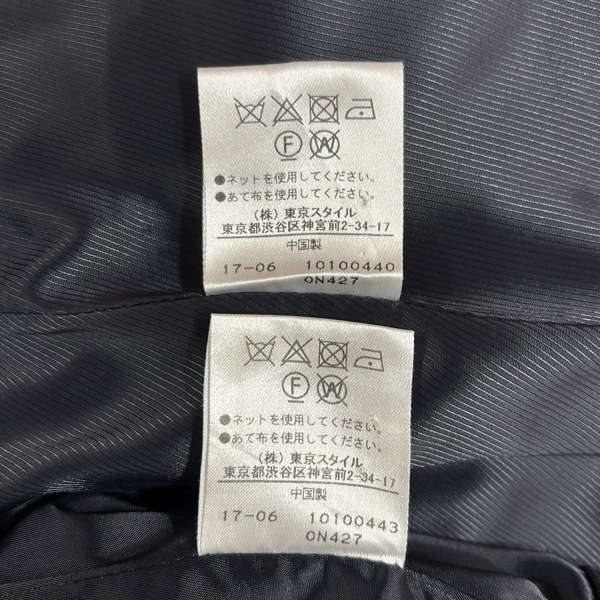 F W
●ネットを使用してください。
●あて布を使用してください。
(株)東京スタイル
東京都渋谷区神宮前2-34-17
中国製
17-06 10100440
0N427
F W
●ネットを使用してください。
●あて布を使用してください。
(株)東京スタイル
東京都渋谷区神宮前2-34-17
中国製
17-06 10100443
0N427